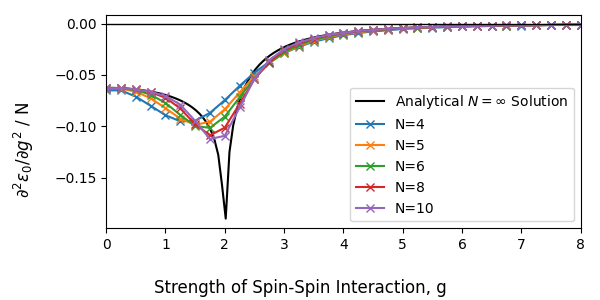 0.00
−0.05
−0.10
−0.15
∂²ε₀/∂g² / N
Analytical N = ∞ Solution
N=4
N=5
N=6
N=8
N=10
0 1 2 3 4 5 6 7 8
Strength of Spin-Spin Interaction, g